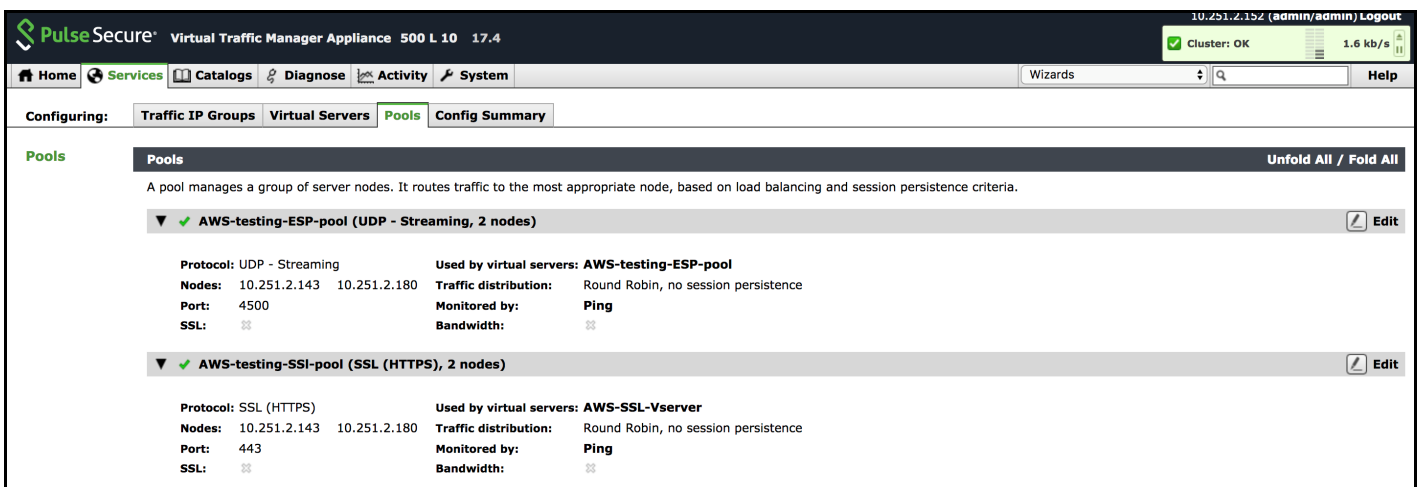 10.251.2.152 (admin/admin) Logout
Pulse Secure® Virtual Traffic Manager Appliance 500 L 10 17.4
Cluster: OK 1.6 kb/s
Home Services Catalogs Diagnose Activity System Wizards Help
Configuring: Traffic IP Groups Virtual Servers Pools Config Summary
Pools
Pools Unfold All / Fold All
A pool manages a group of server nodes. It routes traffic to the most appropriate node, based on load balancing and session persistence criteria.
AWS-testing-ESP-pool (UDP - Streaming, 2 nodes) Edit
Protocol: UDP - Streaming Used by virtual servers: AWS-testing-ESP-pool
Nodes: 10.251.2.143 10.251.2.180 Traffic distribution: Round Robin, no session persistence
Port: 4500 Monitored by: Ping
SSL: Bandwidth:
AWS-testing-SSl-pool (SSL (HTTPS), 2 nodes) Edit
Protocol: SSL (HTTPS) Used by virtual servers: AWS-SSL-Vserver
Nodes: 10.251.2.143 10.251.2.180 Traffic distribution: Round Robin, no session persistence
Port: 443 Monitored by: Ping
SSL: Bandwidth: